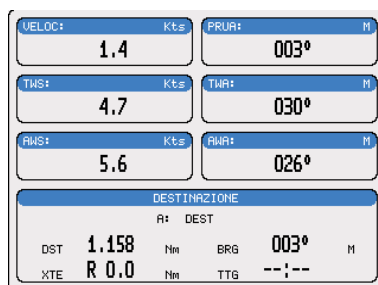 VELOC: Kts PRUA: M
1.4 003°
TWS: Kts TWA: M
4.7 030°
AWS: Kts AWA: M
5.6 026°
DESTINAZIONE
A: DEST
DST 1.158 Nm BRG 003° M
XTE R 0.0 Nm TTG --:--